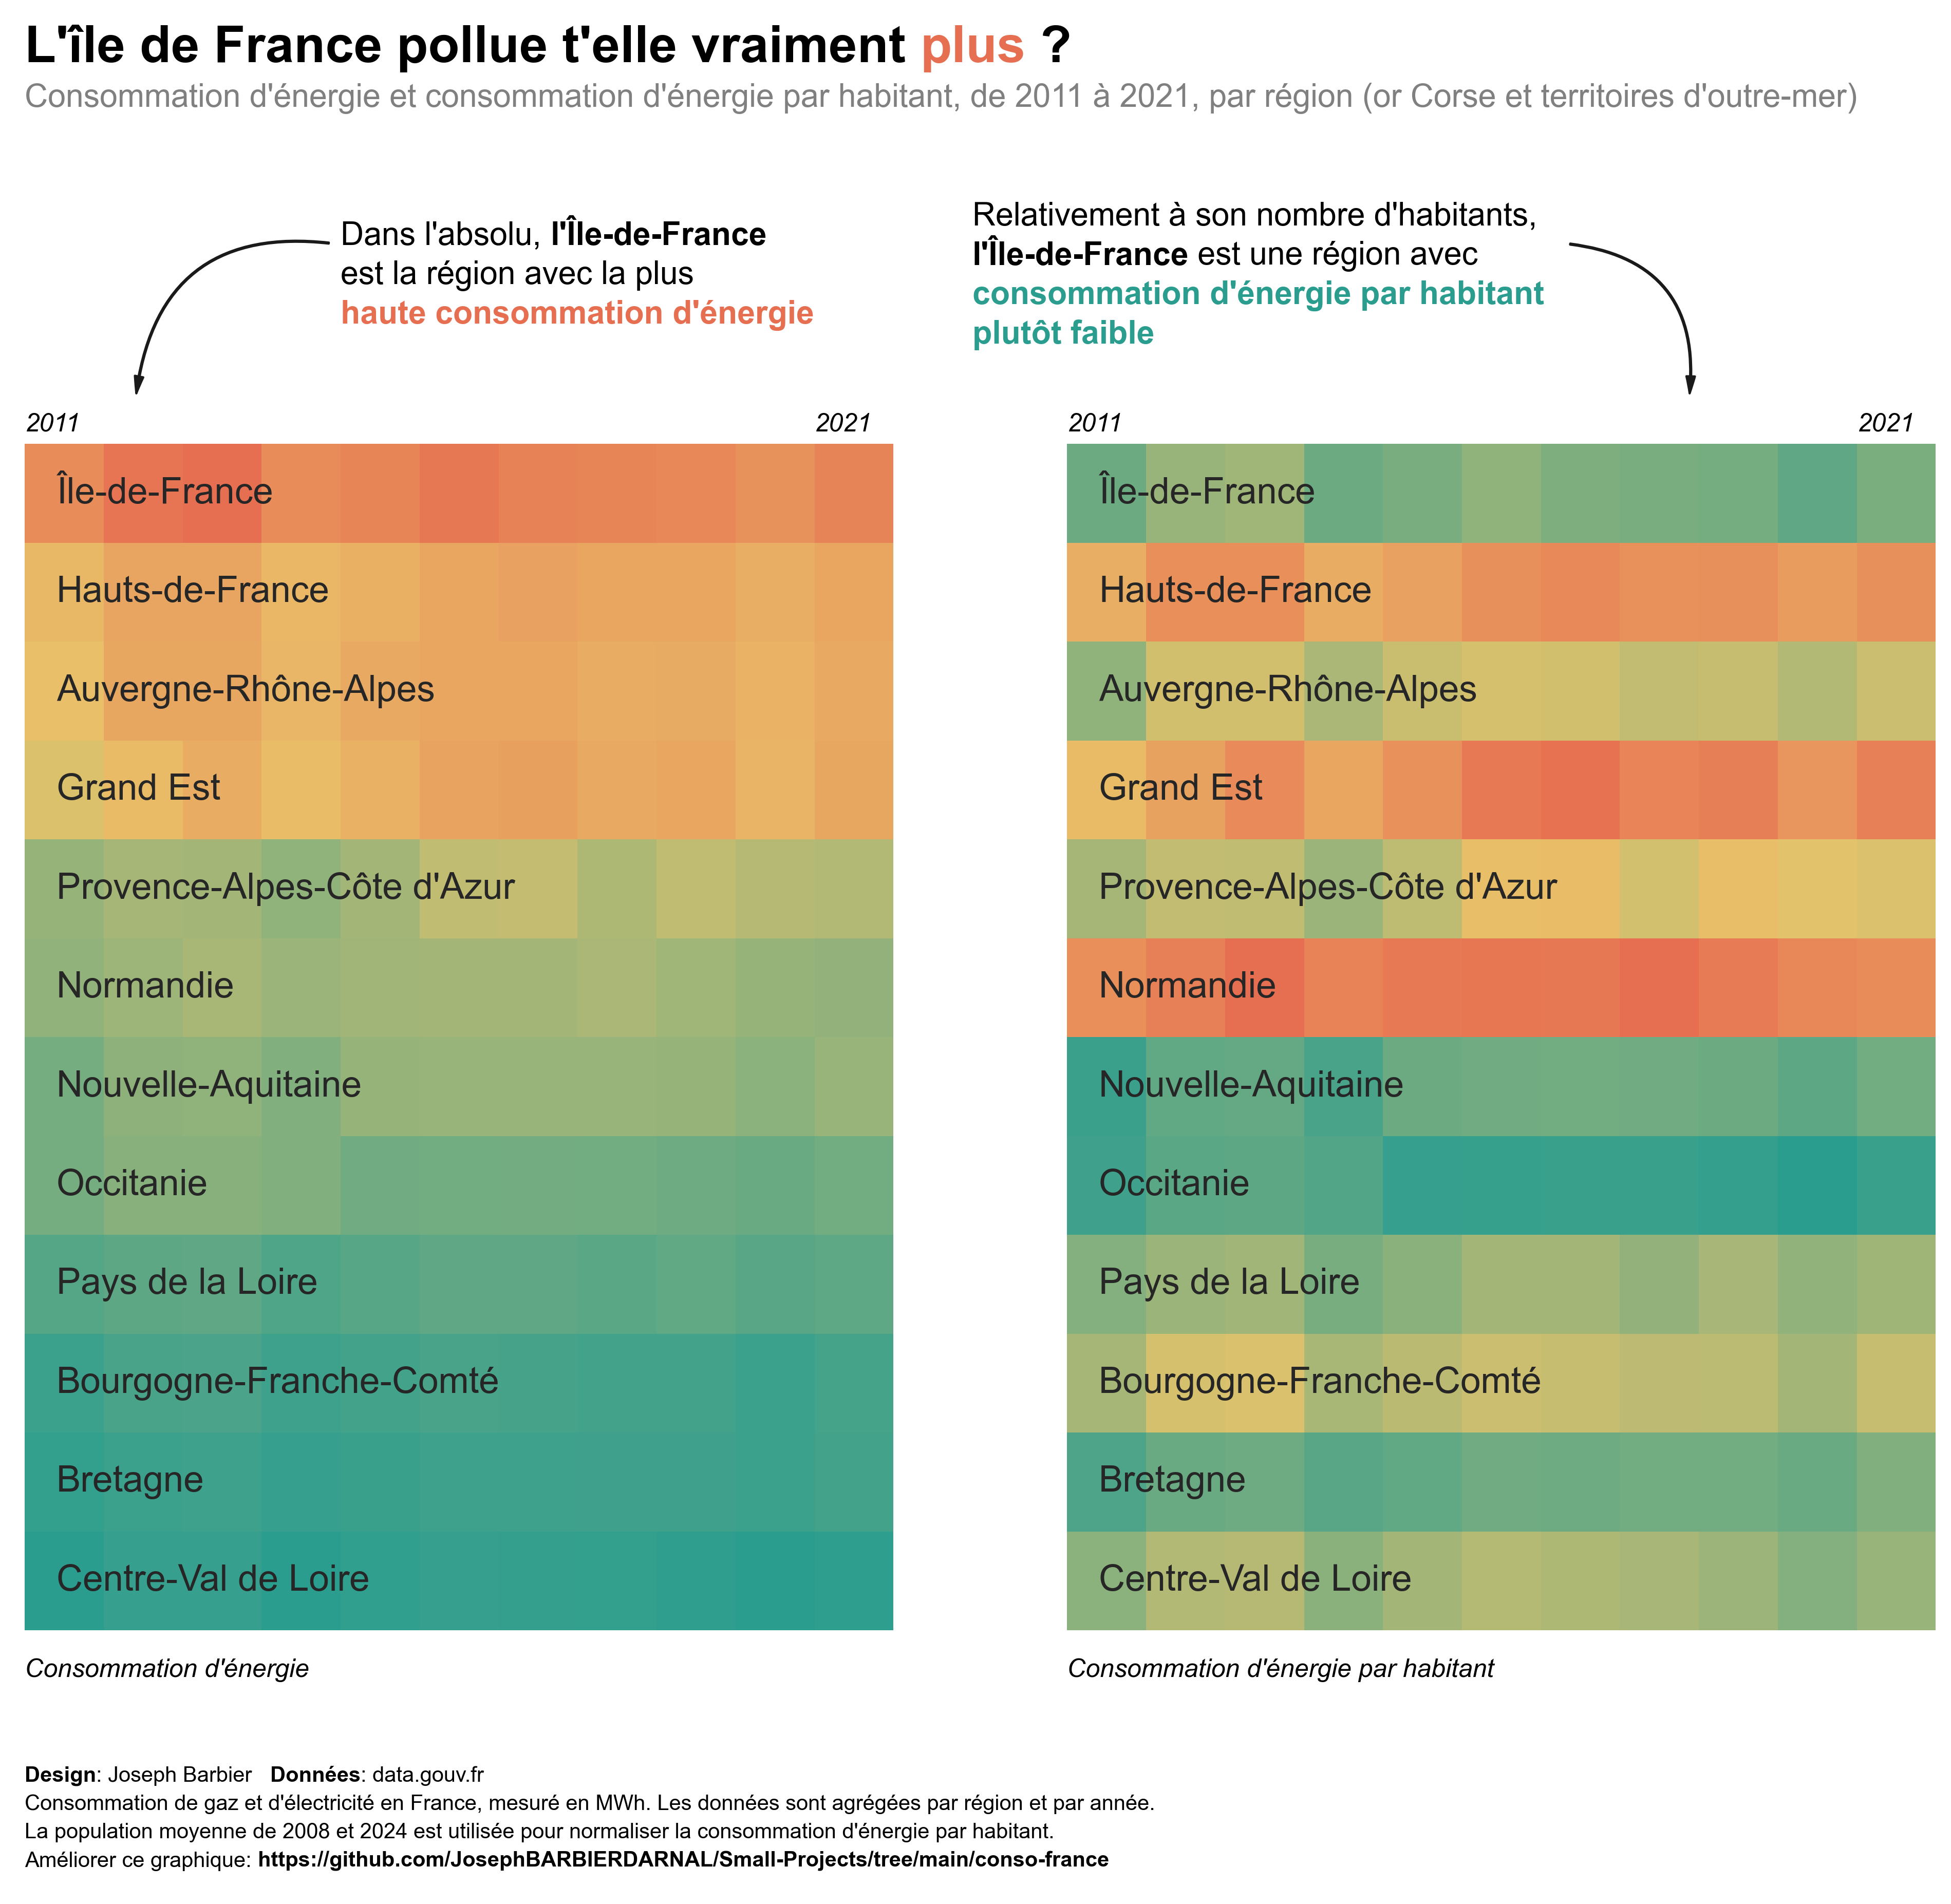 L'île de France pollue t'elle vraiment plus ?
Consommation d'énergie et consommation d'énergie par habitant, de 2011 à 2021, par région (or Corse et territoires d'outre-mer)
Dans l'absolu, l'Île-de-France
est la région avec la plus
haute consommation d'énergie
Relativement à son nombre d'habitants,
l'Île-de-France est une région avec
consommation d'énergie par habitant
plutôt faible
2011
2021
Île-de-France
Hauts-de-France
Auvergne-Rhône-Alpes
Grand Est
Provence-Alpes-Côte d'Azur
Normandie
Nouvelle-Aquitaine
Occitanie
Pays de la Loire
Bourgogne-Franche-Comté
Bretagne
Centre-Val de Loire
Consommation d'énergie
2011
2021
Île-de-France
Hauts-de-France
Auvergne-Rhône-Alpes
Grand Est
Provence-Alpes-Côte d'Azur
Normandie
Nouvelle-Aquitaine
Occitanie
Pays de la Loire
Bourgogne-Franche-Comté
Bretagne
Centre-Val de Loire
Consommation d'énergie par habitant
Design: Joseph Barbier Données: data.gouv.fr
Consommation de gaz et d'électricité en France, mesuré en MWh. Les données sont agrégées par région et par année.
La population moyenne de 2008 et 2024 est utilisée pour normaliser la consommation d'énergie par habitant.
Améliorer ce graphique: https://github.com/JosephBARBIERDARNAL/Small-Projects/tree/main/conso-france